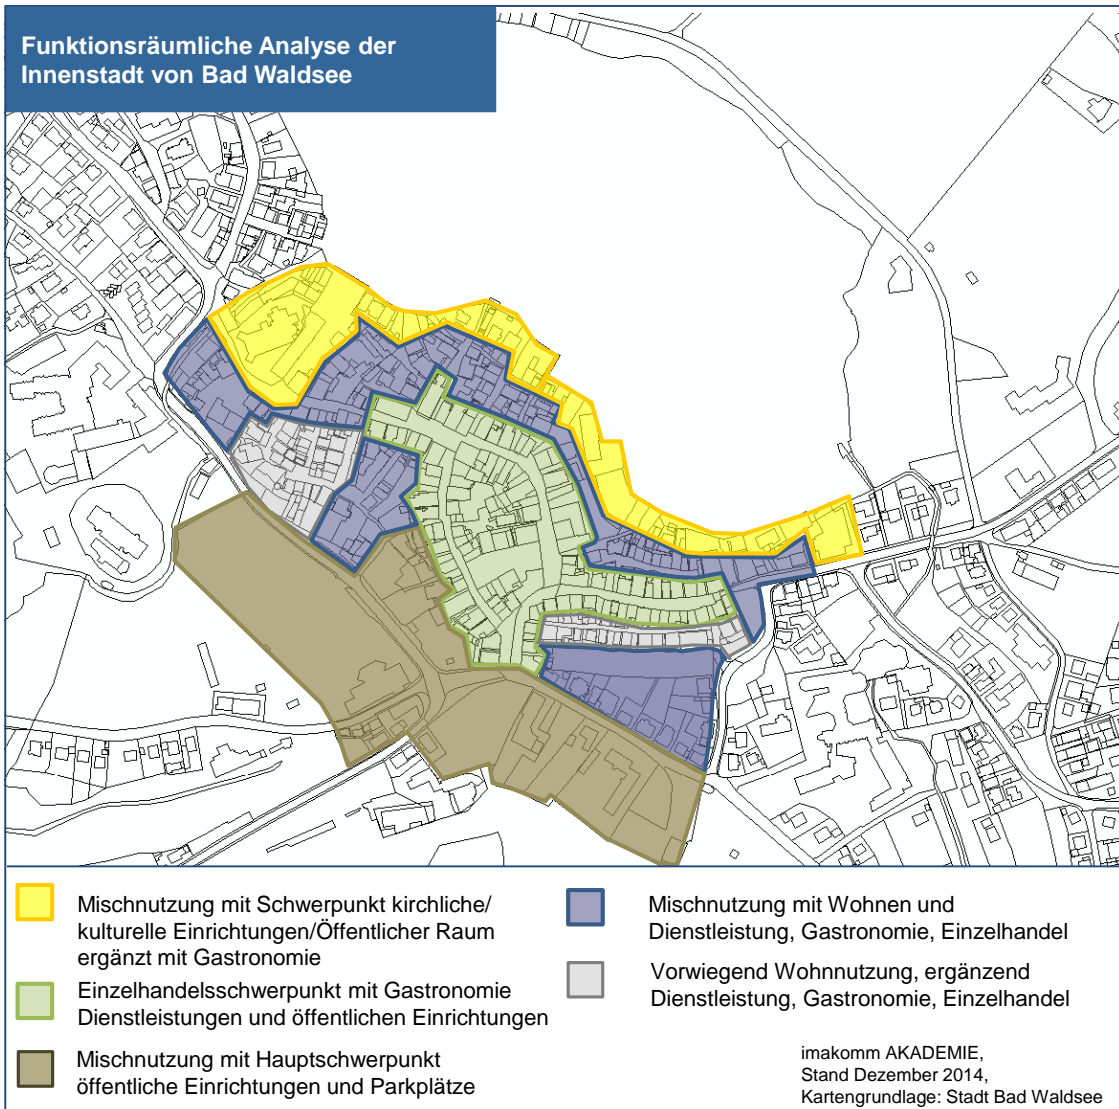 Funktionsräumliche Analyse der
Innenstadt von Bad Waldsee
Mischnutzung mit Schwerpunkt kirchliche/
kulturelle Einrichtungen/Öffentlicher Raum
ergänzt mit Gastronomie
Einzelhandelsschwerpunkt mit Gastronomie
Dienstleistungen und öffentlichen Einrichtungen
Mischnutzung mit Hauptschwerpunkt
öffentliche Einrichtungen und Parkplätze
Mischnutzung mit Wohnen und
Dienstleistung, Gastronomie, Einzelhandel
Vorwiegend Wohnnutzung, ergänzend
Dienstleistung, Gastronomie, Einzelhandel
imakomm AKADEMIE,
Stand Dezember 2014,
Kartengrundlage: Stadt Bad Waldsee